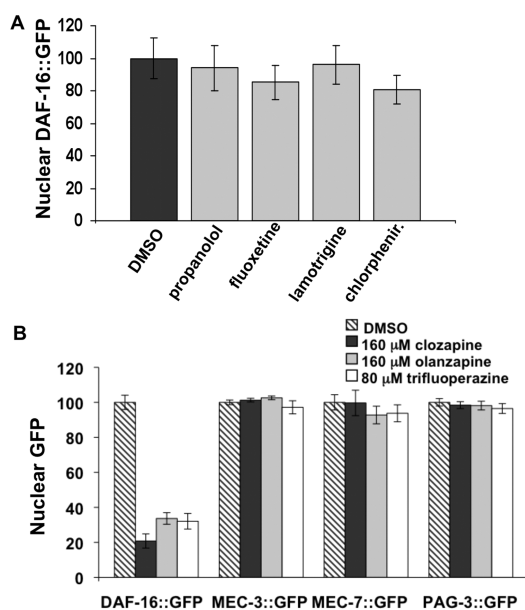 A
Nuclear DAF-16::GFP
120
100
80
60
40
20
0
DMSO
propanolol
fluoxetine
lamotrigine
chlorphenir.
B
DMSO
160 μM clozapine
160 μM olanzapine
80 μM trifluoperazine
Nuclear GFP
120
100
80
60
40
20
0
DAF-16::GFP MEC-3::GFP MEC-7::GFP PAG-3::GFP